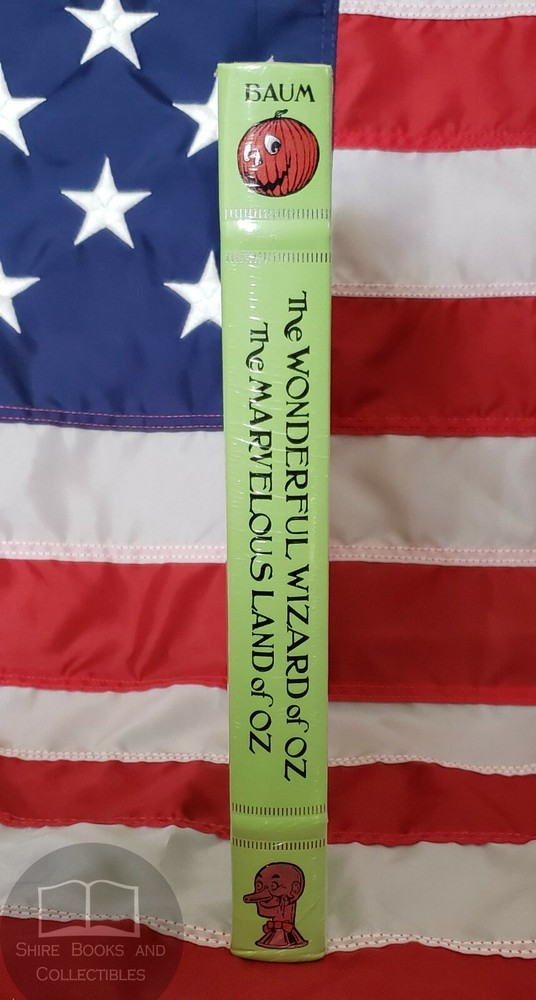 BAUM
The WONDERFUL WIZARD of OZ
The MARVELOUS LAND of OZ
SHIRE BOOKS AND
COLLECTIBLES